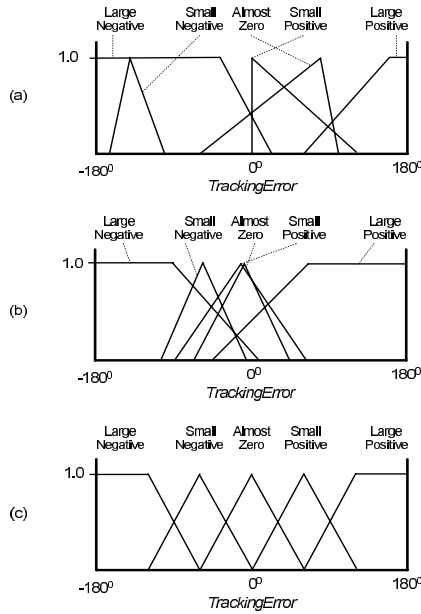 Large Negative
Small Negative
Almost Zero
Small Positive
Large Positive
(a)
1.0
-180⁰
0⁰
180⁰
TrackingError
Large Negative
Small Negative
Almost Zero
Small Positive
Large Positive
(b)
1.0
-180⁰
0⁰
180⁰
TrackingError
Large Negative
Small Negative
Almost Zero
Small Positive
Large Positive
(c)
1.0
-180⁰
0⁰
180⁰
TrackingError